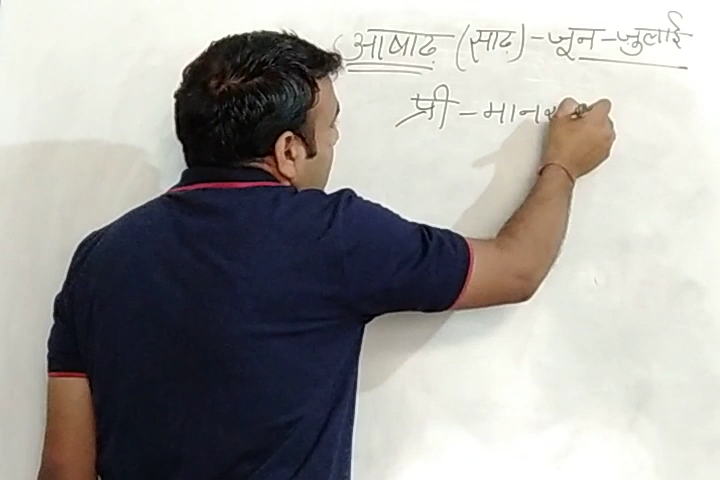 आषाढ़ (साढ़) - जून - जुलाई
प्री - मान